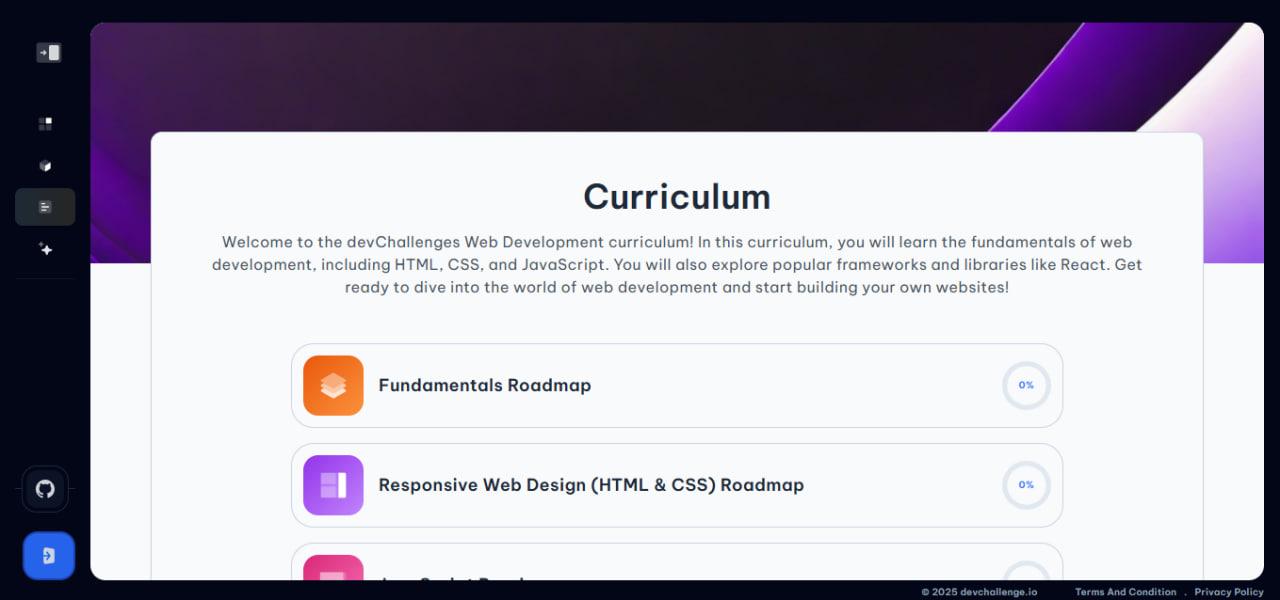 Curriculum
Welcome to the devChallenges Web Development curriculum! In this curriculum, you will learn the fundamentals of web
development, including HTML, CSS, and JavaScript. You will also explore popular frameworks and libraries like React. Get
ready to dive into the world of web development and start building your own websites!
Fundamentals Roadmap
0%
Responsive Web Design (HTML & CSS) Roadmap
0%
© 2025 devchallenge.io
Terms And Condition . Privacy Policy